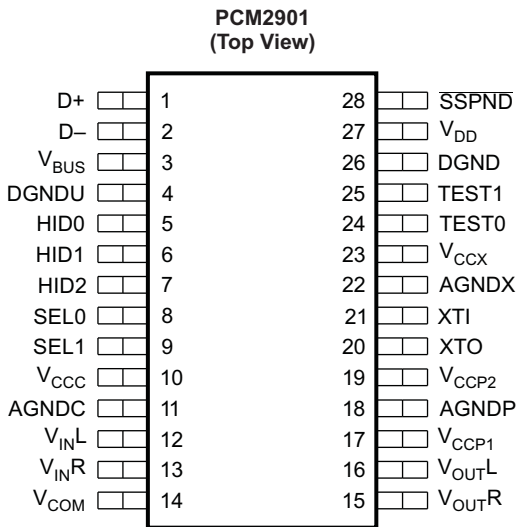 PCM2901
(Top View)
D+ 1 28 SSPND
D– 2 27 VDD
VBUS 3 26 DGND
DGNDU 4 25 TEST1
HID0 5 24 TEST0
HID1 6 23 VCCX
HID2 7 22 AGNDX
SEL0 8 21 XTI
SEL1 9 20 XTO
VCCC 10 19 VCCP2
AGNDC 11 18 AGNDP
VINL 12 17 VCCP1
VINR 13 16 VOUTL
VCOM 14 15 VOUTR